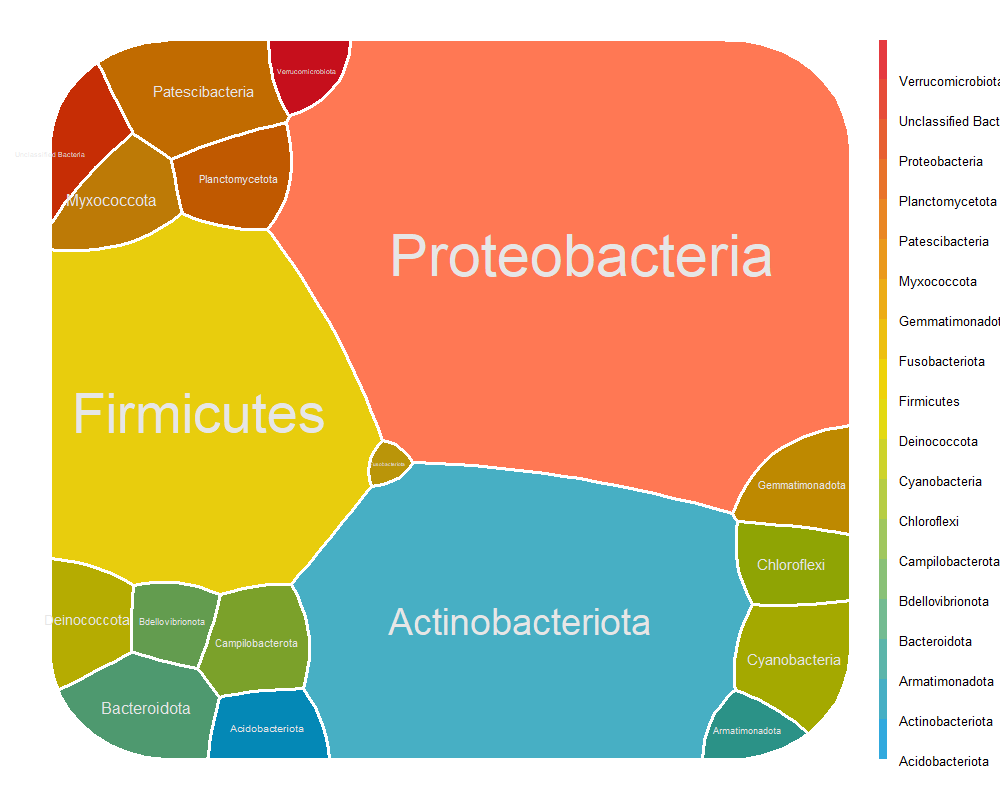 Verrucomicrobiota
Patescibacteria
Unclassified Bacteria
Planctomycetota
Myxococcota
Proteobacteria
Firmicutes
Fusobacteriota
Gemmatimonadota
Chloroflexi
Deinococcota
Bdellovibrionota
Campilobacterota
Actinobacteriota
Cyanobacteria
Bacteroidota
Acidobacteriota
Armatimonadota
Verrucomicrobiota
Unclassified Bact
Proteobacteria
Planctomycetota
Patescibacteria
Myxococcota
Gemmatimonadot
Fusobacteriota
Firmicutes
Deinococcota
Cyanobacteria
Chloroflexi
Campilobacterota
Bdellovibrionota
Bacteroidota
Armatimonadota
Actinobacteriota
Acidobacteriota